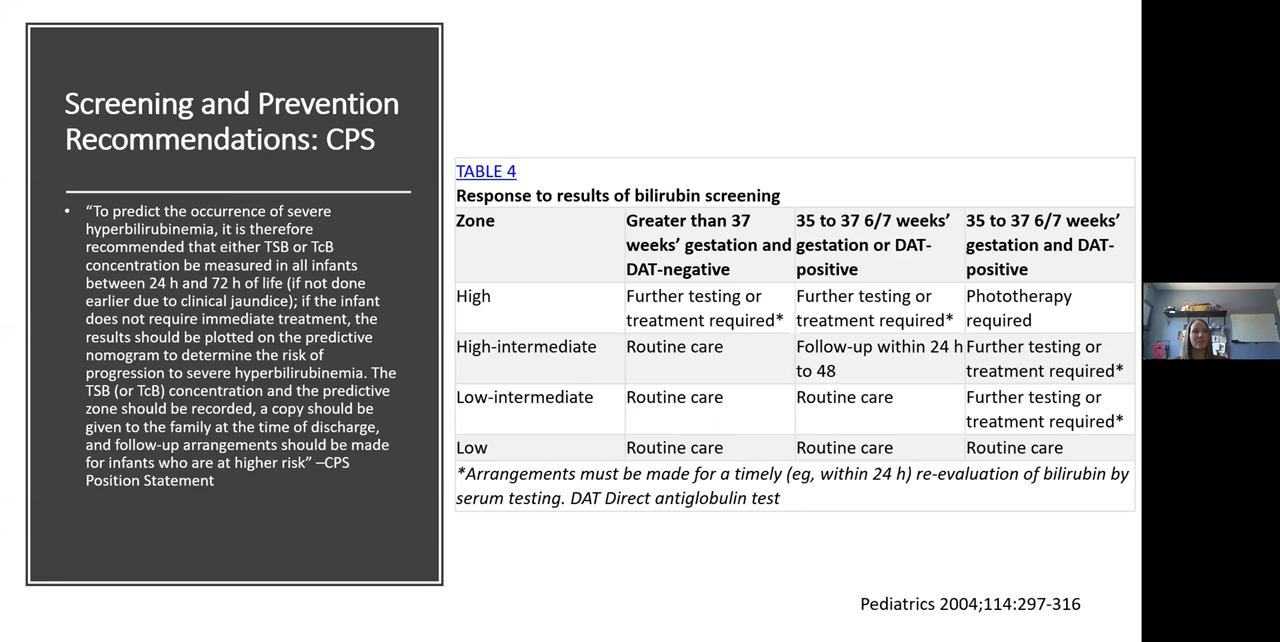 Screening and Prevention
Recommendations: CPS
• “To predict the occurrence of severe
hyperbilirubinemia, it is therefore
recommended that either TSB or TcB
concentration be measured in all infants
between 24 h and 72 h of life (if not done
earlier due to clinical jaundice); if the infant
does not require immediate treatment, the
results should be plotted on the predictive
nomogram to determine the risk of
progression to severe hyperbilirubinemia. The
TSB (or TcB) concentration and the predictive
zone should be recorded, a copy should be
given to the family at the time of discharge,
and follow-up arrangements should be made
for infants who are at higher risk” –CPS
Position Statement
TABLE 4
Response to results of bilirubin screening
Zone
Greater than 37
weeks’ gestation and
DAT-negative
35 to 37 6/7 weeks’
gestation or DAT-
positive
35 to 37 6/7 weeks’
gestation and DAT-
positive
High
Further testing or
treatment required*
Further testing or
treatment required*
Phototherapy
required
High-intermediate
Routine care
Follow-up within 24 h
to 48
Further testing or
treatment required*
Low-intermediate
Routine care
Routine care
Further testing or
treatment required*
Low
Routine care
Routine care
Routine care
*Arrangements must be made for a timely (eg, within 24 h) re-evaluation of bilirubin by
serum testing. DAT Direct antiglobulin test
Pediatrics 2004;114:297-316